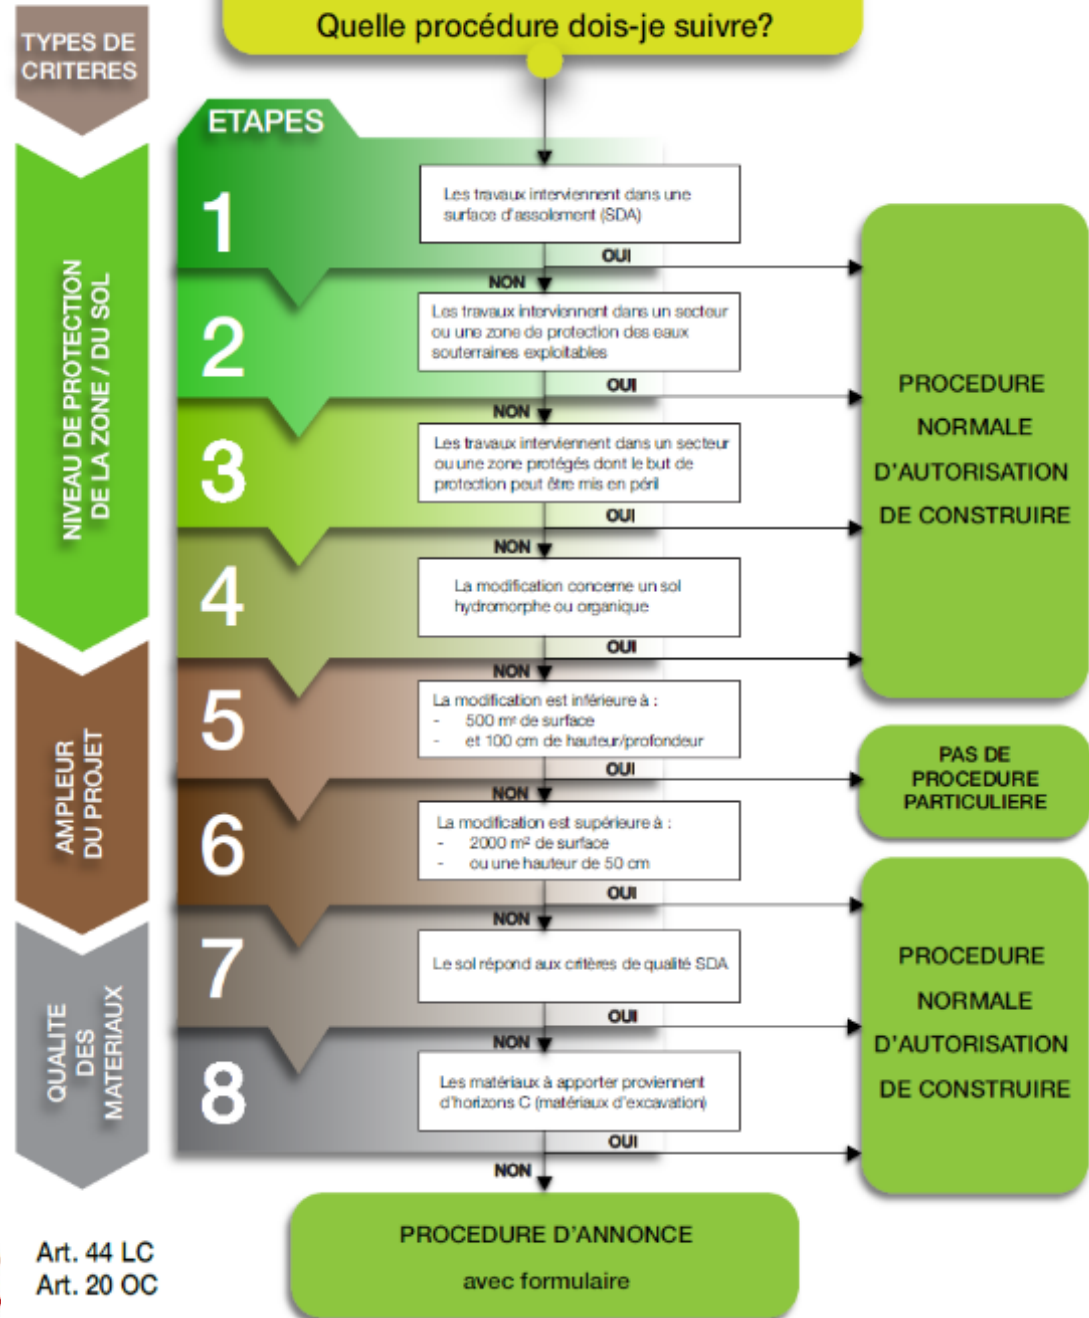 Quelle procédure dois-je suivre?
TYPES DE
CRITERES
ETAPES
NIVEAU DE PROTECTION
DE LA ZONE / DU SOL
1
Les travaux interviennent dans une
surface d'assolement (SDA)
OUI
NON
2
Les travaux interviennent dans un secteur
ou une zone de protection des eaux
souterraines exploitables
OUI
NON
3
Les travaux interviennent dans un secteur
ou une zone protégés dont le but de
protection peut être mis en péril
OUI
NON
4
La modification concerne un sol
hydromorphe ou organique
OUI
NON
PROCEDURE
NORMALE
D'AUTORISATION
DE CONSTRUIRE
AMPLEUR
DU PROJET
5
La modification est inférieure à :
- 500 m² de surface
- et 100 cm de hauteur/profondeur
OUI
NON
PAS DE
PROCEDURE
PARTICULIERE
6
La modification est supérieure à :
- 2000 m² de surface
- ou une hauteur de 50 cm
OUI
NON
QUALITE
DES
MATERIAUX
7
Le sol répond aux critères de qualité SDA
OUI
NON
8
Les matériaux à apporter proviennent
d'horizons C (matériaux d'excavation)
OUI
NON
PROCEDURE
NORMALE
D'AUTORISATION
DE CONSTRUIRE
PROCEDURE D'ANNONCE
avec formulaire
Art. 44 LC
Art. 20 OC